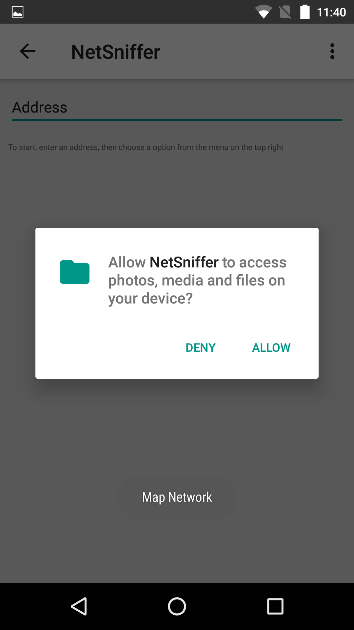 11:40
NetSniffer
Address
To start, enter an address, then choose a option from the menu on the top right
Allow NetSniffer to access
photos, media and files on
your device?
DENY ALLOW
Map Network